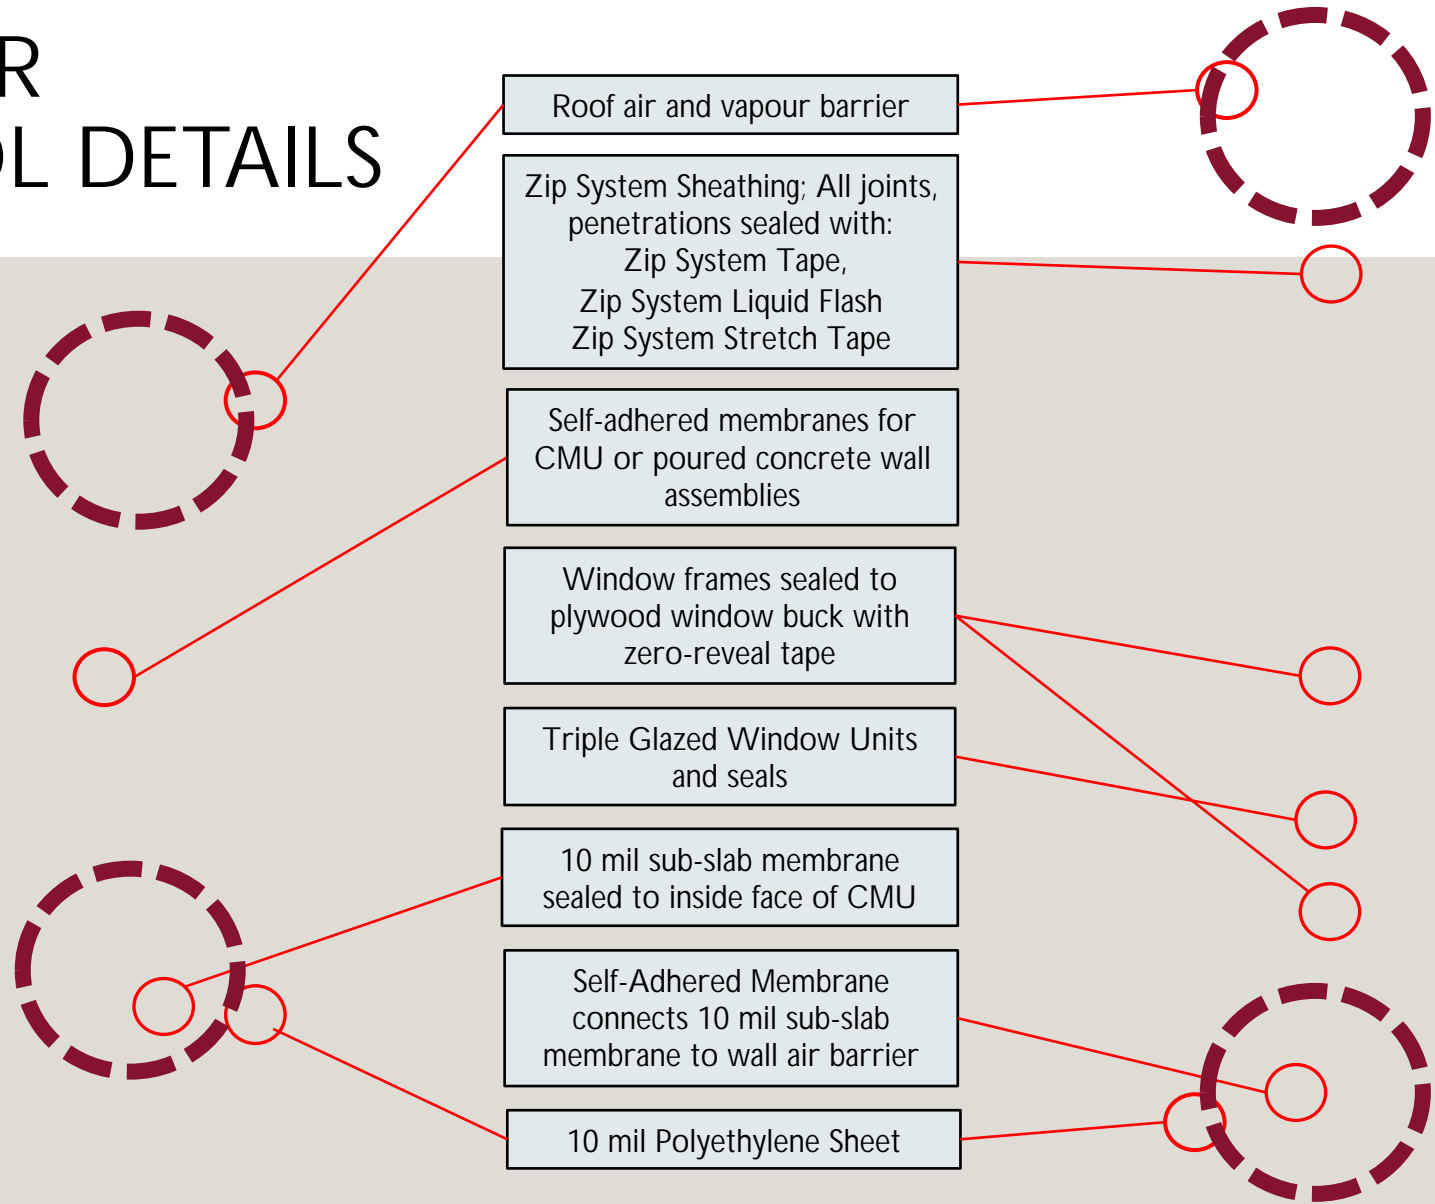 R
OL DETAILS
Roof air and vapour barrier
Zip System Sheathing; All joints,
penetrations sealed with:
Zip System Tape,
Zip System Liquid Flash
Zip System Stretch Tape
Self-adhered membranes for
CMU or poured concrete wall
assemblies
Window frames sealed to
plywood window buck with
zero-reveal tape
Triple Glazed Window Units
and seals
10 mil sub-slab membrane
sealed to inside face of CMU
Self-Adhered Membrane
connects 10 mil sub-slab
membrane to wall air barrier
10 mil Polyethylene Sheet